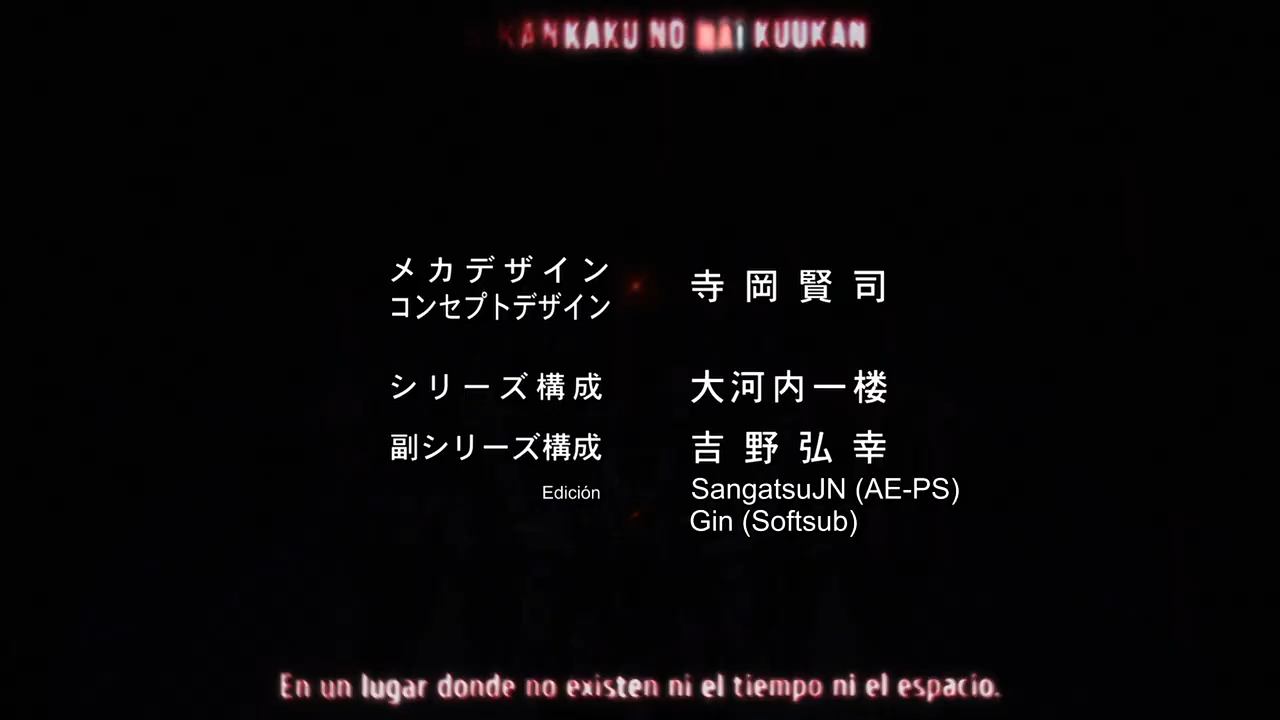 KANKAKU NO NAI KUUKAN
メカデザイン
コンセプトデザイン
寺岡賢司
シリーズ構成
大河内一楼
副シリーズ構成
吉野弘幸
Edición
SangatsuJN (AE-PS)
Gin (Softsub)
En un lugar donde no existen ni el tiempo ni el espacio.